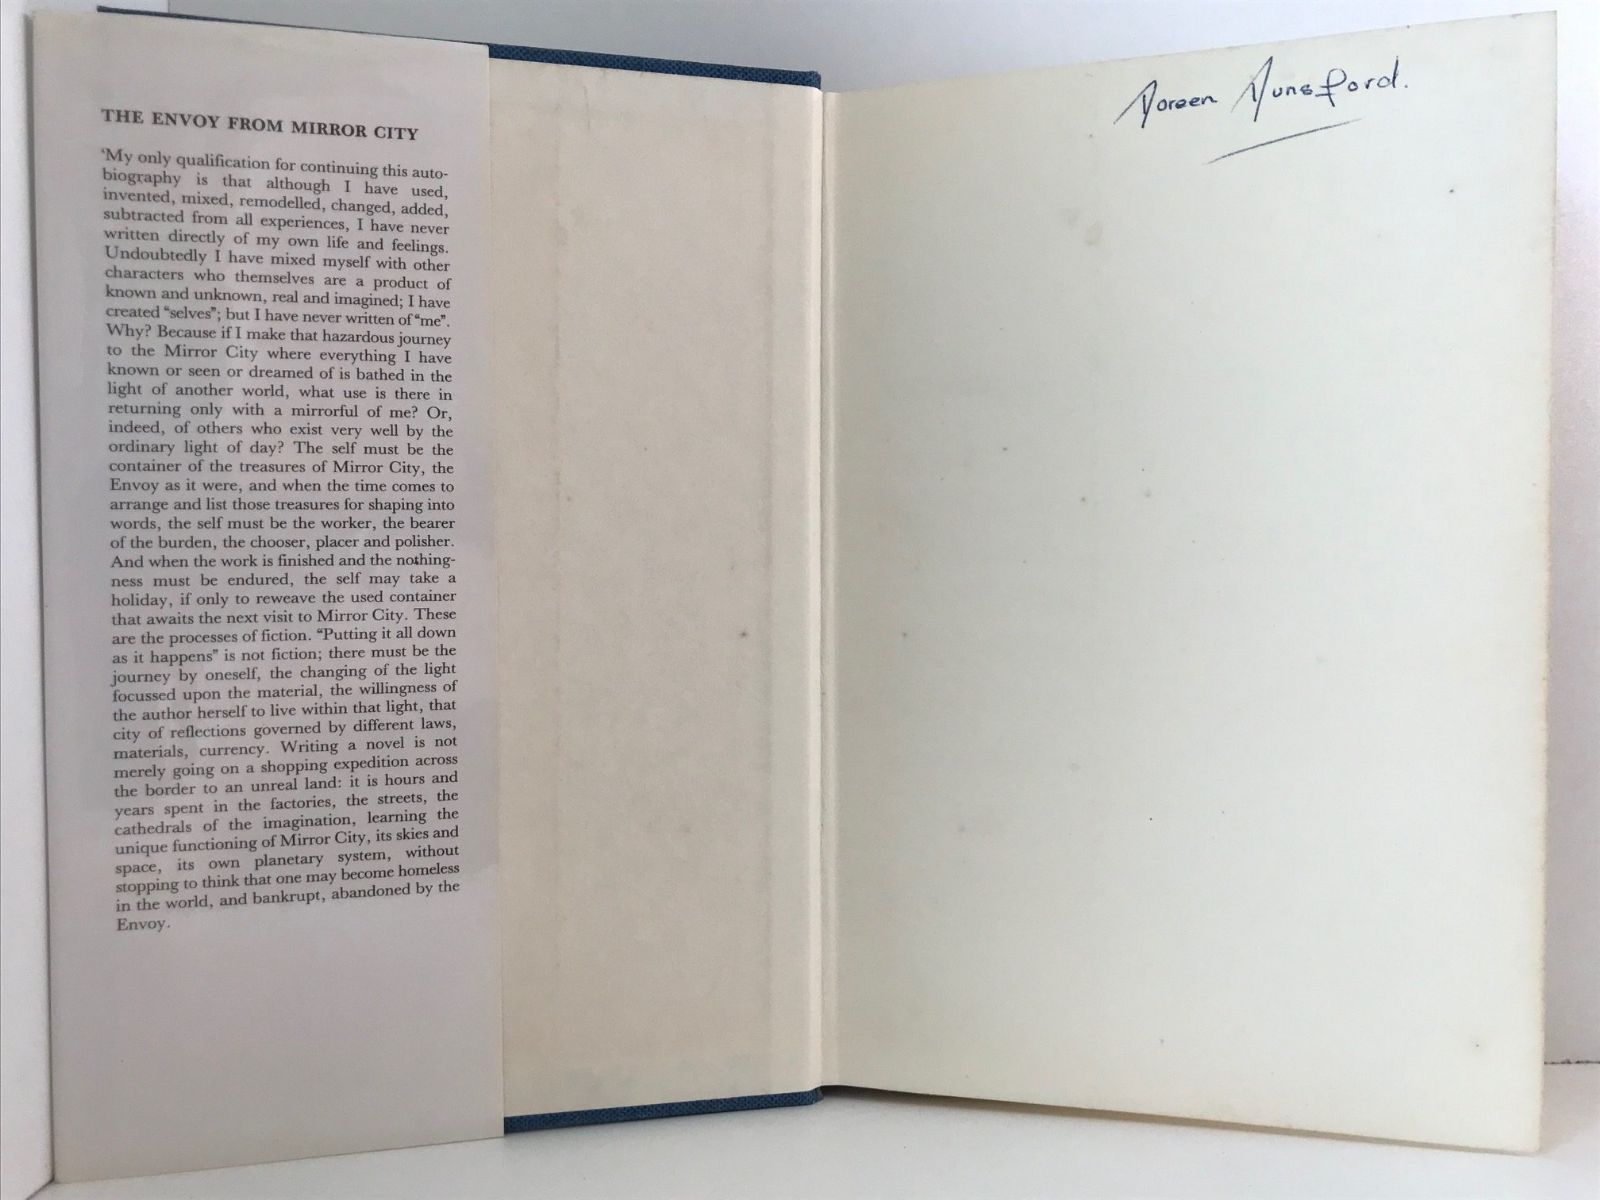 THE ENVOY FROM MIRROR CITY
‘My only qualification for continuing this auto-
biography is that although I have used,
invented, mixed, remodelled, changed, added,
subtracted from all experiences, I have never
written directly of my own life and feelings.
Undoubtedly I have mixed myself with other
characters who themselves are a product of
known and unknown, real and imagined; I have
created “selves”; but I have never written of “me”.
Why? Because if I make that hazardous journey
to the Mirror City where everything I have
known or seen or dreamed of is bathed in the
light of another world, what use is there in
returning only with a mirrorful of me? Or,
indeed, of others who exist very well by the
ordinary light of day? The self must be the
container of the treasures of Mirror City, the
Envoy as it were, and when the time comes to
arrange and list those treasures for shaping into
words, the self must be the worker, the bearer
of the burden, the chooser, placer and polisher.
And when the work is finished and the nothing-
ness must be endured, the self may take a
holiday, if only to reweave the used container
that awaits the next visit to Mirror City. These
are the processes of fiction. “Putting it all down
as it happens” is not fiction; there must be the
journey by oneself, the changing of the light
focussed upon the material, the willingness of
the author herself to live within that light, that
city of reflections governed by different laws,
materials, currency. Writing a novel is not
merely going on a shopping expedition across
the border to an unreal land: it is hours and
years spent in the factories, the streets, the
cathedrals of the imagination, learning the
unique functioning of Mirror City, its skies and
space, its own planetary system, without
stopping to think that one may become homeless
in the world, and bankrupt, abandoned by the
Envoy.
Doreen Dunsford.